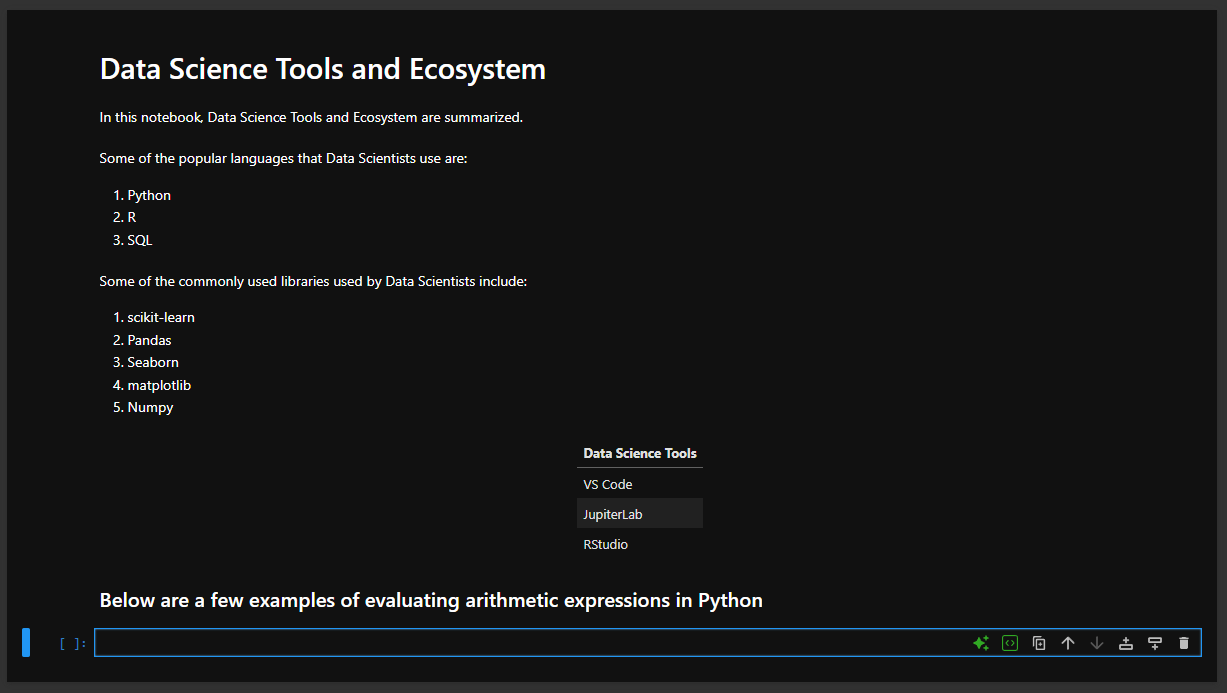 Data Science Tools and Ecosystem
In this notebook, Data Science Tools and Ecosystem are summarized.
Some of the popular languages that Data Scientists use are:
1. Python
2. R
3. SQL
Some of the commonly used libraries used by Data Scientists include:
1. scikit-learn
2. Pandas
3. Seaborn
4. matplotlib
5. Numpy
Data Science Tools
VS Code
JupiterLab
RStudio
Below are a few examples of evaluating arithmetic expressions in Python
[ ]: